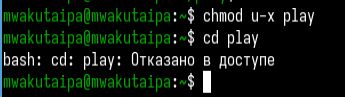 mwakutaipa@mwakutaipa:~$ chmod u-x play
mwakutaipa@mwakutaipa:~$ cd play
bash: cd: play: Отказано в доступе
mwakutaipa@mwakutaipa:~$